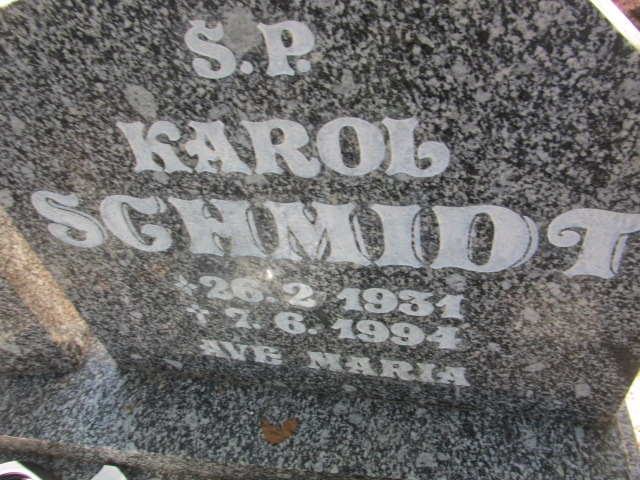 Ś.P.
KAROL
SCHMIDT
* 26.2 1931
† 7.6.1994
AVE MARIA